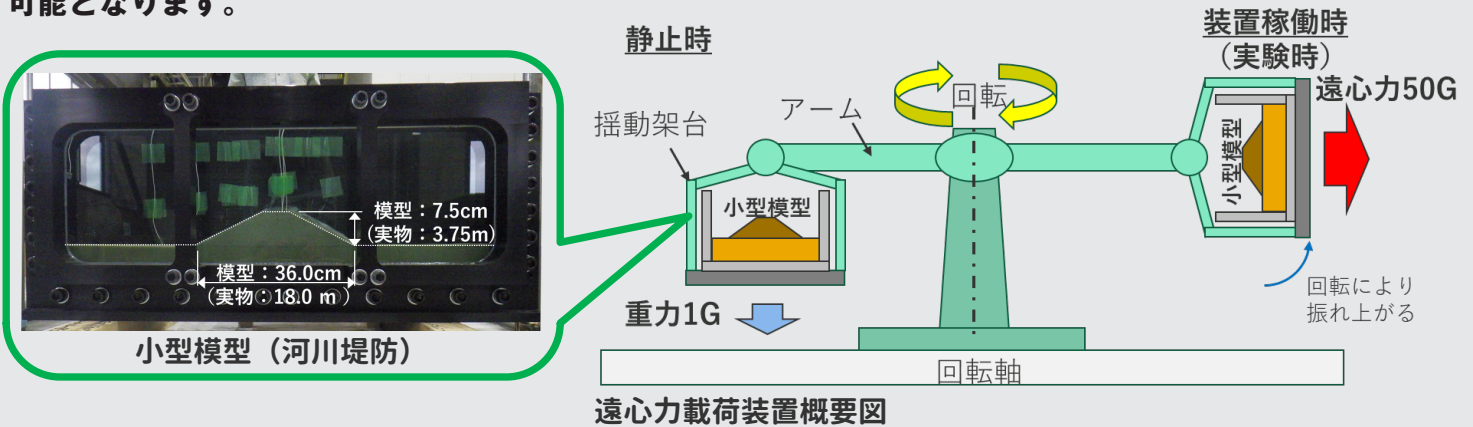 可能となります。
静止時
装置稼働時
（実験時）
遠心力50G
回転
アーム
揺動架台
小型模型
小型模型
模型：7.5cm
（実物：3.75m）
模型：36.0cm
（実物：18.0 m ）
重力1G
回転により
振れ上がる
小型模型（河川堤防）
回転軸
遠心力載荷装置概要図